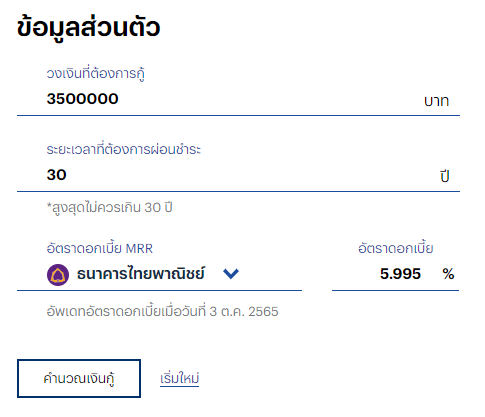 ข้อมูลส่วนตัว
วงเงินที่ต้องการกู้
3500000 บาท
ระยะเวลาที่ต้องการผ่อนชำระ
30 ปี
*สูงสุดไม่ควรเกิน 30 ปี
อัตราดอกเบี้ย MRR อัตราดอกเบี้ย
ธนาคารไทยพาณิชย์ 5.995 %
อัพเดทอัตราดอกเบี้ยเมื่อวันที่ 3 ต.ค. 2565
คำนวณเงินกู้ เริ่มใหม่